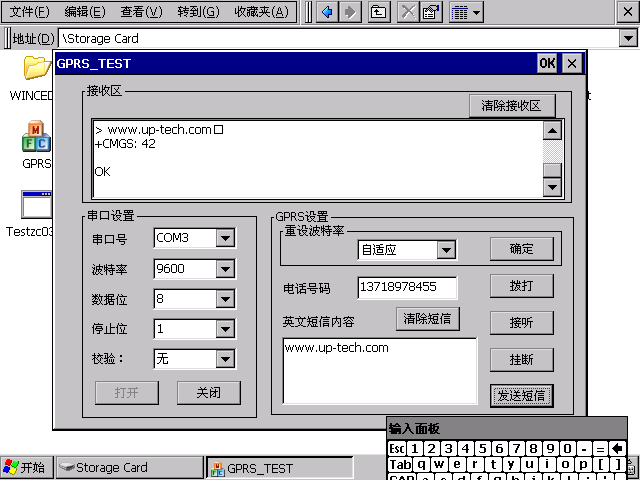 文件(F) 编辑(E) 查看(V) 转到(G) 收藏夹(A)
地址(D) \Storage Card
WINCED
GPRS
Testzc03
GPRS_TEST OK
接收区
清除接收区
> www.up-tech.com
+CMGS: 42
OK
串口设置
串口号 COM3
波特率 9600
数据位 8
停止位 1
校验： 无
打开 关闭
GPRS设置
重设波特率
自适应 确定
电话号码 13718978455 拨打
英文短信内容 清除短信 接听
www.up-tech.com
挂断
发送短信
输入面板
Esc 1 2 3 4 5 6 7 8 9 0 - =
Tab q w e r t y u i o p [ ]
开始 Storage Card GPRS_TEST